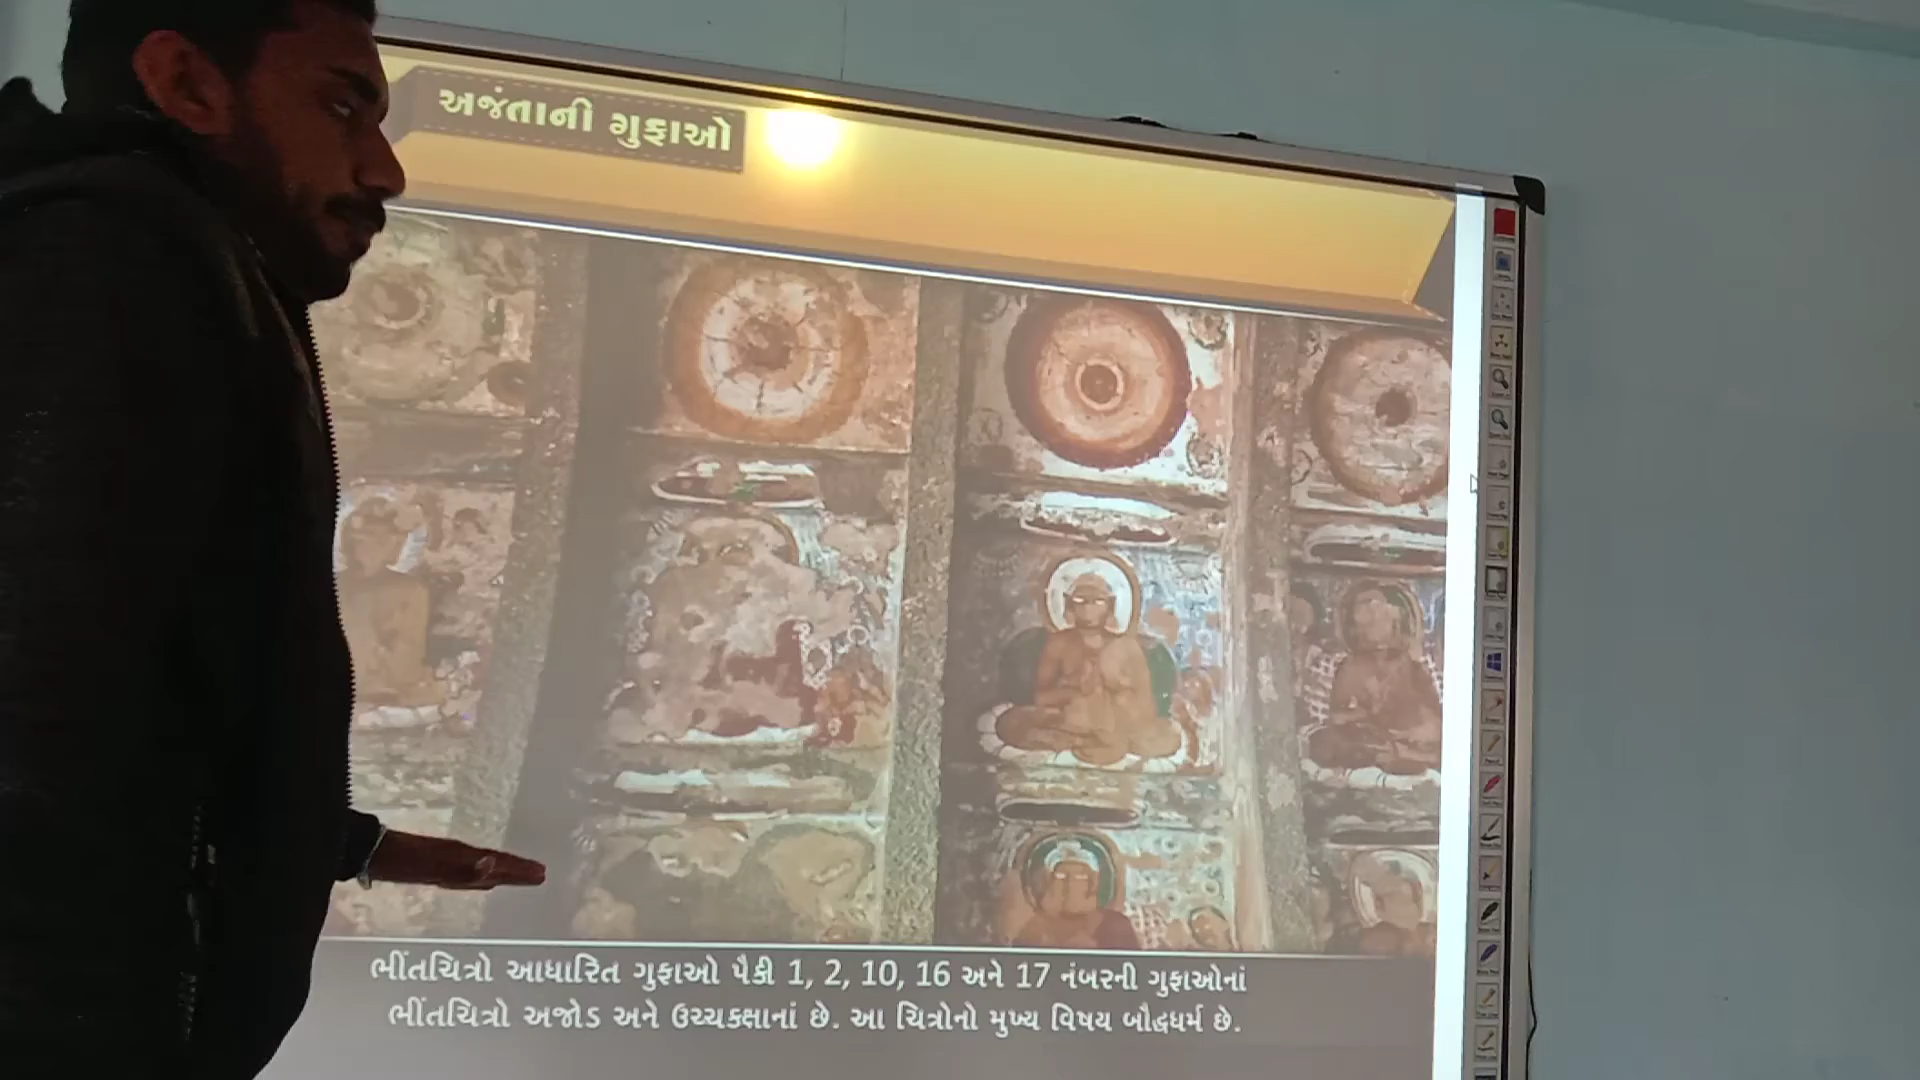 અજંતાની ગુફાઓ
ભીંતચિત્રો આધારિત ગુફાઓ પૈકી 1, 2, 10, 16 અને 17 નંબરની ગુફાઓનાં
ભીંતચિત્રો અજોડ અને ઉચ્ચકક્ષાનાં છે. આ ચિત્રોનો મુખ્ય વિષય બૌદ્ધધર્મ છે.